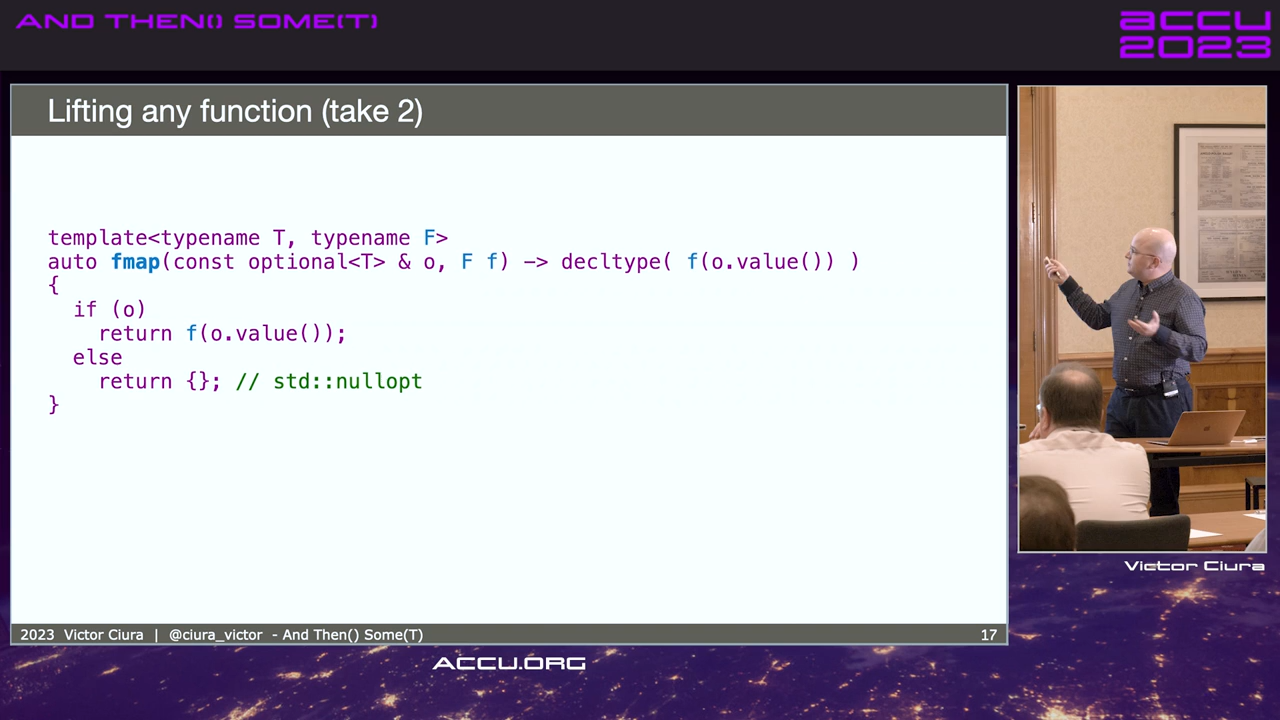 AND THEN() SOME(T)
accu
2023
Lifting any function (take 2)
template<typename T, typename F>
auto fmap(const optional<T> & o, F f) -> decltype( f(o.value()) )
{
if (o)
return f(o.value());
else
return {}; // std::nullopt
}
2023 Victor Ciura | @ciura_victor - And Then() Some(T)
17
Victor Ciura
ACCU.ORG